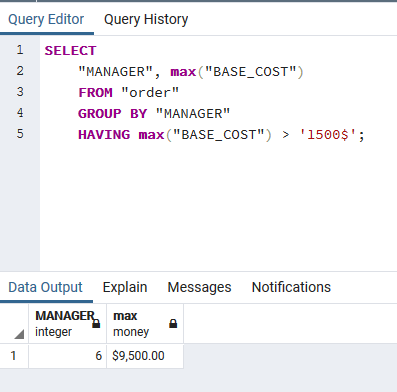 Query Editor Query History
1 SELECT
2 "MANAGER", max("BASE_COST")
3 FROM "order"
4 GROUP BY "MANAGER"
5 HAVING max("BASE_COST") > '1500$';
Data Output Explain Messages Notifications
MANAGER max
integer money
1 6 $9,500.00